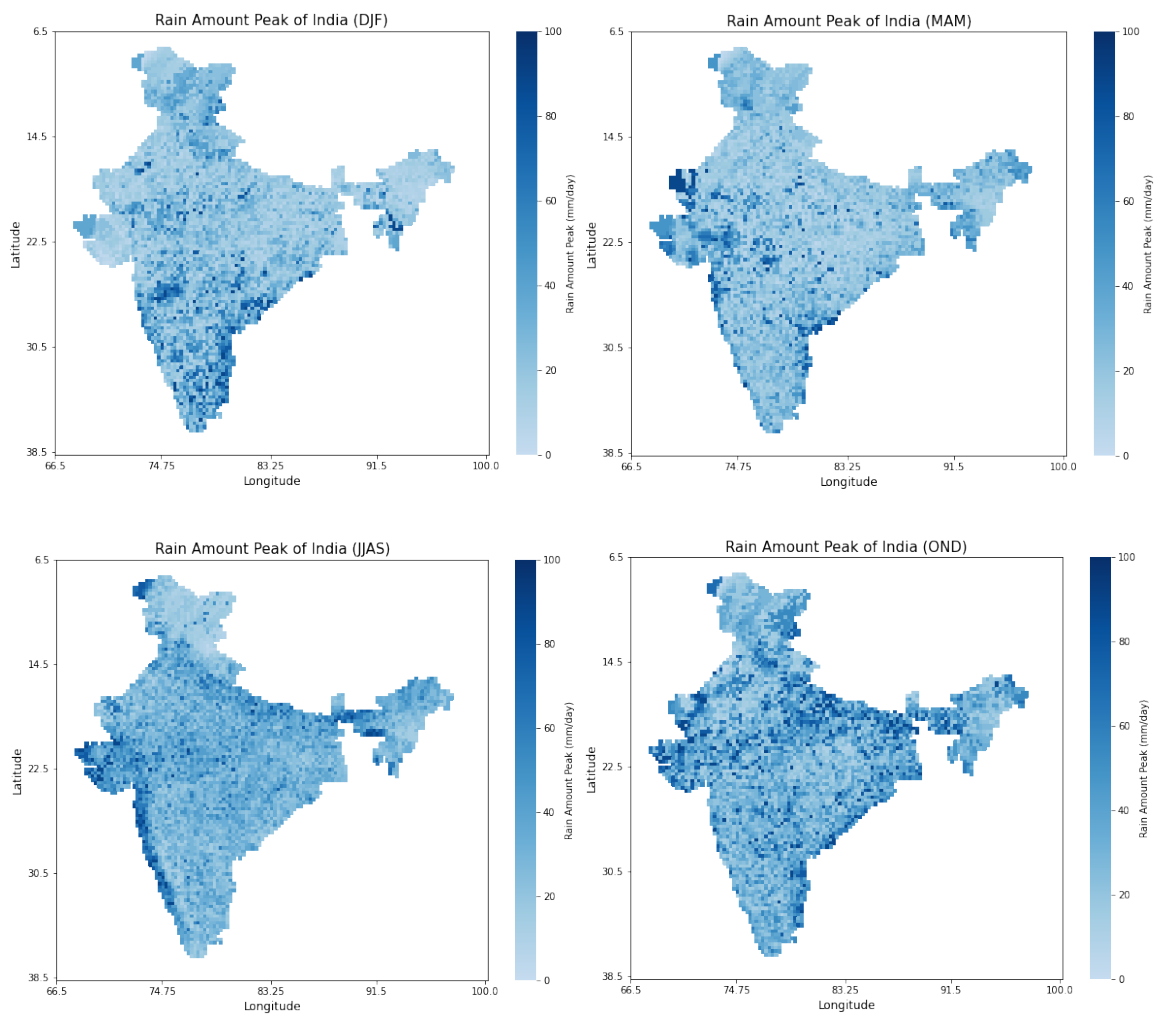 Rain Amount Peak of India (DJF)
6.5
14.5
22.5
30.5
38.5
Latitude
66.5 74.75 83.25 91.5 100.0
Longitude
100
80
60
40
20
0
Rain Amount Peak (mm/day)
Rain Amount Peak of India (MAM)
6.5
14.5
22.5
30.5
38.5
Latitude
66.5 74.75 83.25 91.5 100.0
Longitude
100
80
60
40
20
0
Rain Amount Peak (mm/day)
Rain Amount Peak of India (JJAS)
6.5
14.5
22.5
30.5
38.5
Latitude
66.5 74.75 83.25 91.5 100.0
Longitude
100
80
60
40
20
0
Rain Amount Peak (mm/day)
Rain Amount Peak of India (OND)
6.5
14.5
22.5
30.5
38.5
Latitude
66.5 74.75 83.25 91.5 100.0
Longitude
100
80
60
40
20
0
Rain Amount Peak (mm/day)